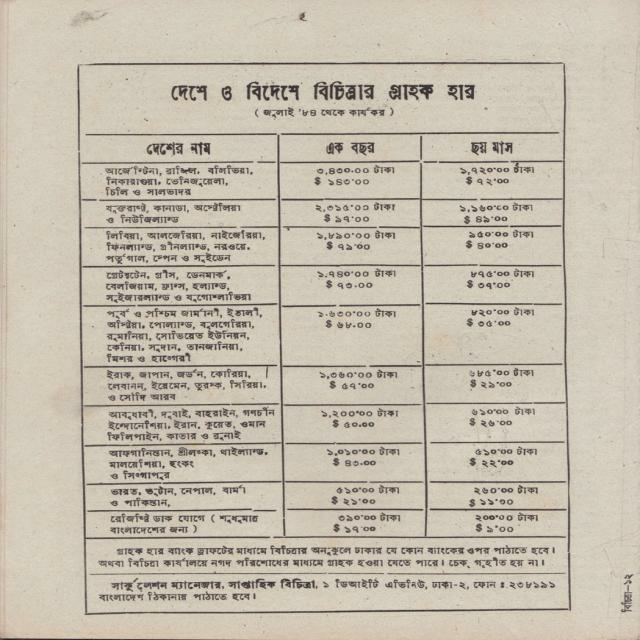 দেশে ও বিদেশে বিচিত্রার গ্রাহক হার
( জুলাই '৮৪ থেকে কার্যকর )
দেশের নাম এক বছর ছয় মাস
আর্জেন্টিনা, ব্রাজিল, বলিভিয়া, ৩,৪৩০·০০ টাকা ১,৭২০·০০ টাকা
নিকারাগুয়া, ভেনিজুয়েলা, $ ১৪৩·০০ $ ৭২·০০
চিলি ও সালভাদর
যুক্তরাষ্ট্র, কানাডা, অস্ট্রেলিয়া ২,৩১৫·০০ টাকা ১,১৬০·০০ টাকা
ও নিউজিল্যান্ড $ ৯৭·০০ $ ৪৯·০০
লিবিয়া, আলজেরিয়া, নাইজেরিয়া, ১,৮৯০·০০ টাকা ৯৫০·০০ টাকা
ফিনল্যান্ড, গ্রীনল্যান্ড, নরওয়ে, $ ৭৯·০০ $ ৪০·০০
পর্তুগাল, স্পেন ও সুইডেন
গ্রেটবৃটেন, গ্রীস, ডেনমার্ক, ১,৭৪০·০০ টাকা ৮৭৫·০০ টাকা
বেলজিয়াম, ফ্রান্স, হল্যান্ড, $ ৭৩·০০ $ ৩৭·০০
সুইজারল্যান্ড ও যুগোশ্লাভিয়া
পূর্ব ও পশ্চিম জার্মানী, ইতালী, ১,৬৩০·০০ টাকা ৮২০·০০ টাকা
অস্ট্রিয়া, পোল্যান্ড, বুলগেরিয়া, $ ৬৮·০০ $ ৩৫·০০
রুমানিয়া, সোভিয়েত ইউনিয়ন,
কেনিয়া, সুদান, তানজানিয়া,
মিশর ও হাঙ্গেরী
ইরাক, জাপান, জর্ডন, কোরিয়া, ১,৩৬০·০০ টাকা ৬৮৫·০০ টাকা
লেবানন, ইয়েমেন, তুরস্ক, সিরিয়া, $ ৫৭·০০ $ ২৯·০০
ও সৌদি আরব
আবুধাবী, দুবাই, বাহরাইন, গণচীন ১,২০০·০০ টাকা ৬১০·০০ টাকা
ইন্দোনেশিয়া, ইরান, কুয়েত, ওমান $ ৫০·০০ $ ২৬·০০
ফিলিপাইন, কাতার ও ব্রুনাই
আফগানিস্তান, শ্রীলংকা, থাইল্যান্ড, ১,০১০·০০ টাকা ৫১০·০০ টাকা
মালয়েশিয়া, হংকং $ ৪৩·০০ $ ২২·০০
ও সিংগাপুর
ভারত, ভুটান, নেপাল, বার্মা ৫১০·০০ টাকা ২৬০·০০ টাকা
ও পাকিস্তান, $ ২১·০০ $ ১১·০০
রেজিস্ট্রি ডাক যোগে ( শুধুমাত্র ৩৯০·০০ টাকা ২০০·০০ টাকা
বাংলাদেশের জন্য ) $ ১৭·০০ $ ৯·০০
গ্রাহক হার ব্যাংক ড্রাফটের মাধ্যমে বিচিত্রার অনুকূলে ঢাকার যে কোন ব্যাংকের ওপর পাঠাতে হবে।
অথবা বিচিত্রা কার্যালয়ে নগদ পরিশোধের মাধ্যমে গ্রাহক হওয়া যেতে পারে। চেক্ গৃহীত হয় না।
সার্কুলেশন ম্যানেজার, সাপ্তাহিক বিচিত্রা, ১ ডিআইটি এভিনিউ, ঢাকা-২, ফোন : ২৩৮১৯১
বাংলাদেশ ঠিকানার পাঠাতে হবে।
বিচিত্রা—১২